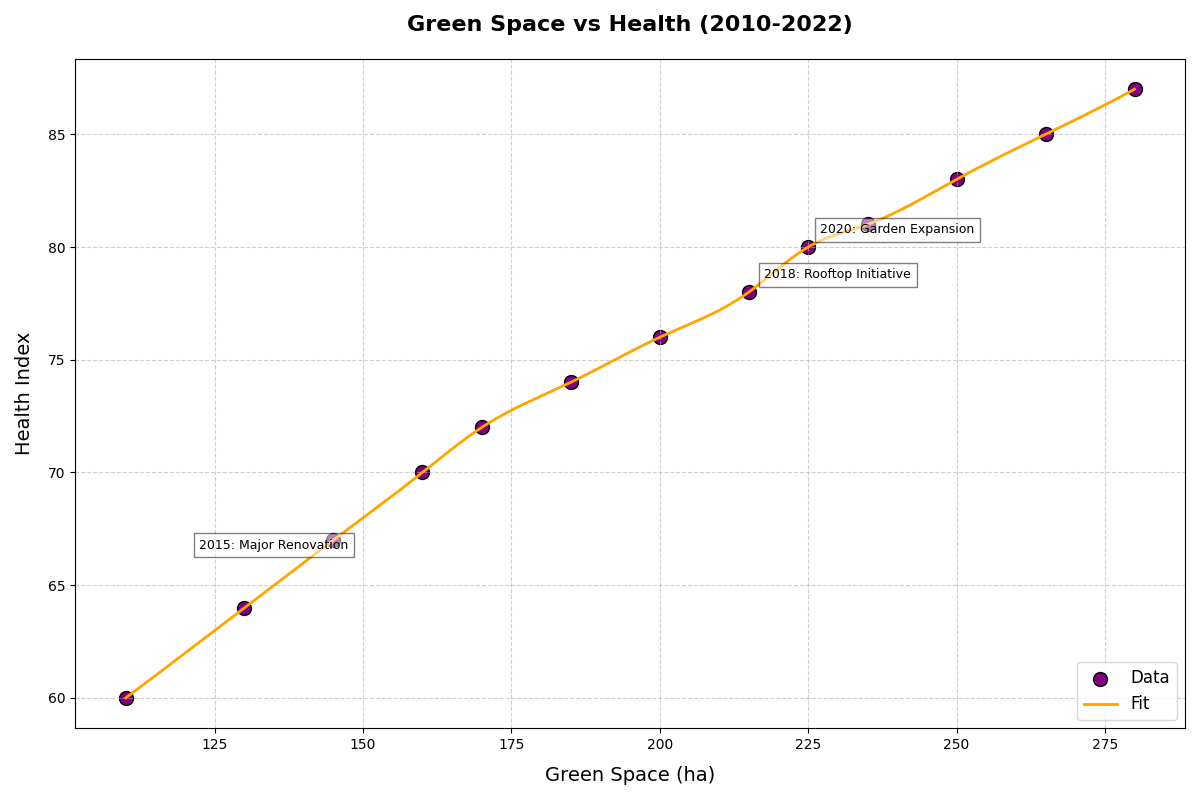 Green Space vs Health (2010-2022)
Health Index
85
80
75
70
65
60
2020: Garden Expansion
2018: Rooftop Initiative
2015: Major Renovation
Data
Fit
125
150
175
200
225
250
275
Green Space (ha)